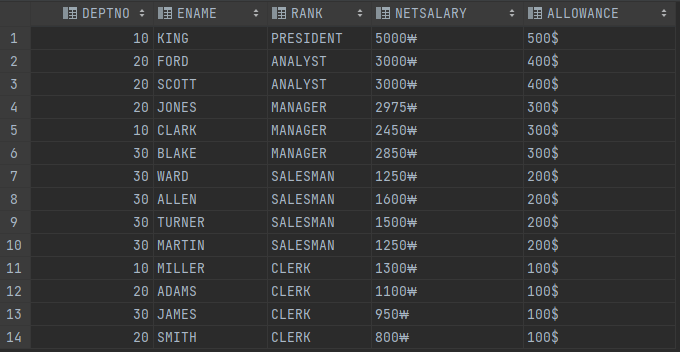 DEPTNO ENAME RANK NETSALARY ALLOWANCE
1 10 KING PRESIDENT 5000₩ 500$
2 20 FORD ANALYST 3000₩ 400$
3 20 SCOTT ANALYST 3000₩ 400$
4 20 JONES MANAGER 2975₩ 300$
5 10 CLARK MANAGER 2450₩ 300$
6 30 BLAKE MANAGER 2850₩ 300$
7 30 WARD SALESMAN 1250₩ 200$
8 30 ALLEN SALESMAN 1600₩ 200$
9 30 TURNER SALESMAN 1500₩ 200$
10 30 MARTIN SALESMAN 1250₩ 200$
11 10 MILLER CLERK 1300₩ 100$
12 20 ADAMS CLERK 1100₩ 100$
13 30 JAMES CLERK 950₩ 100$
14 20 SMITH CLERK 800₩ 100$